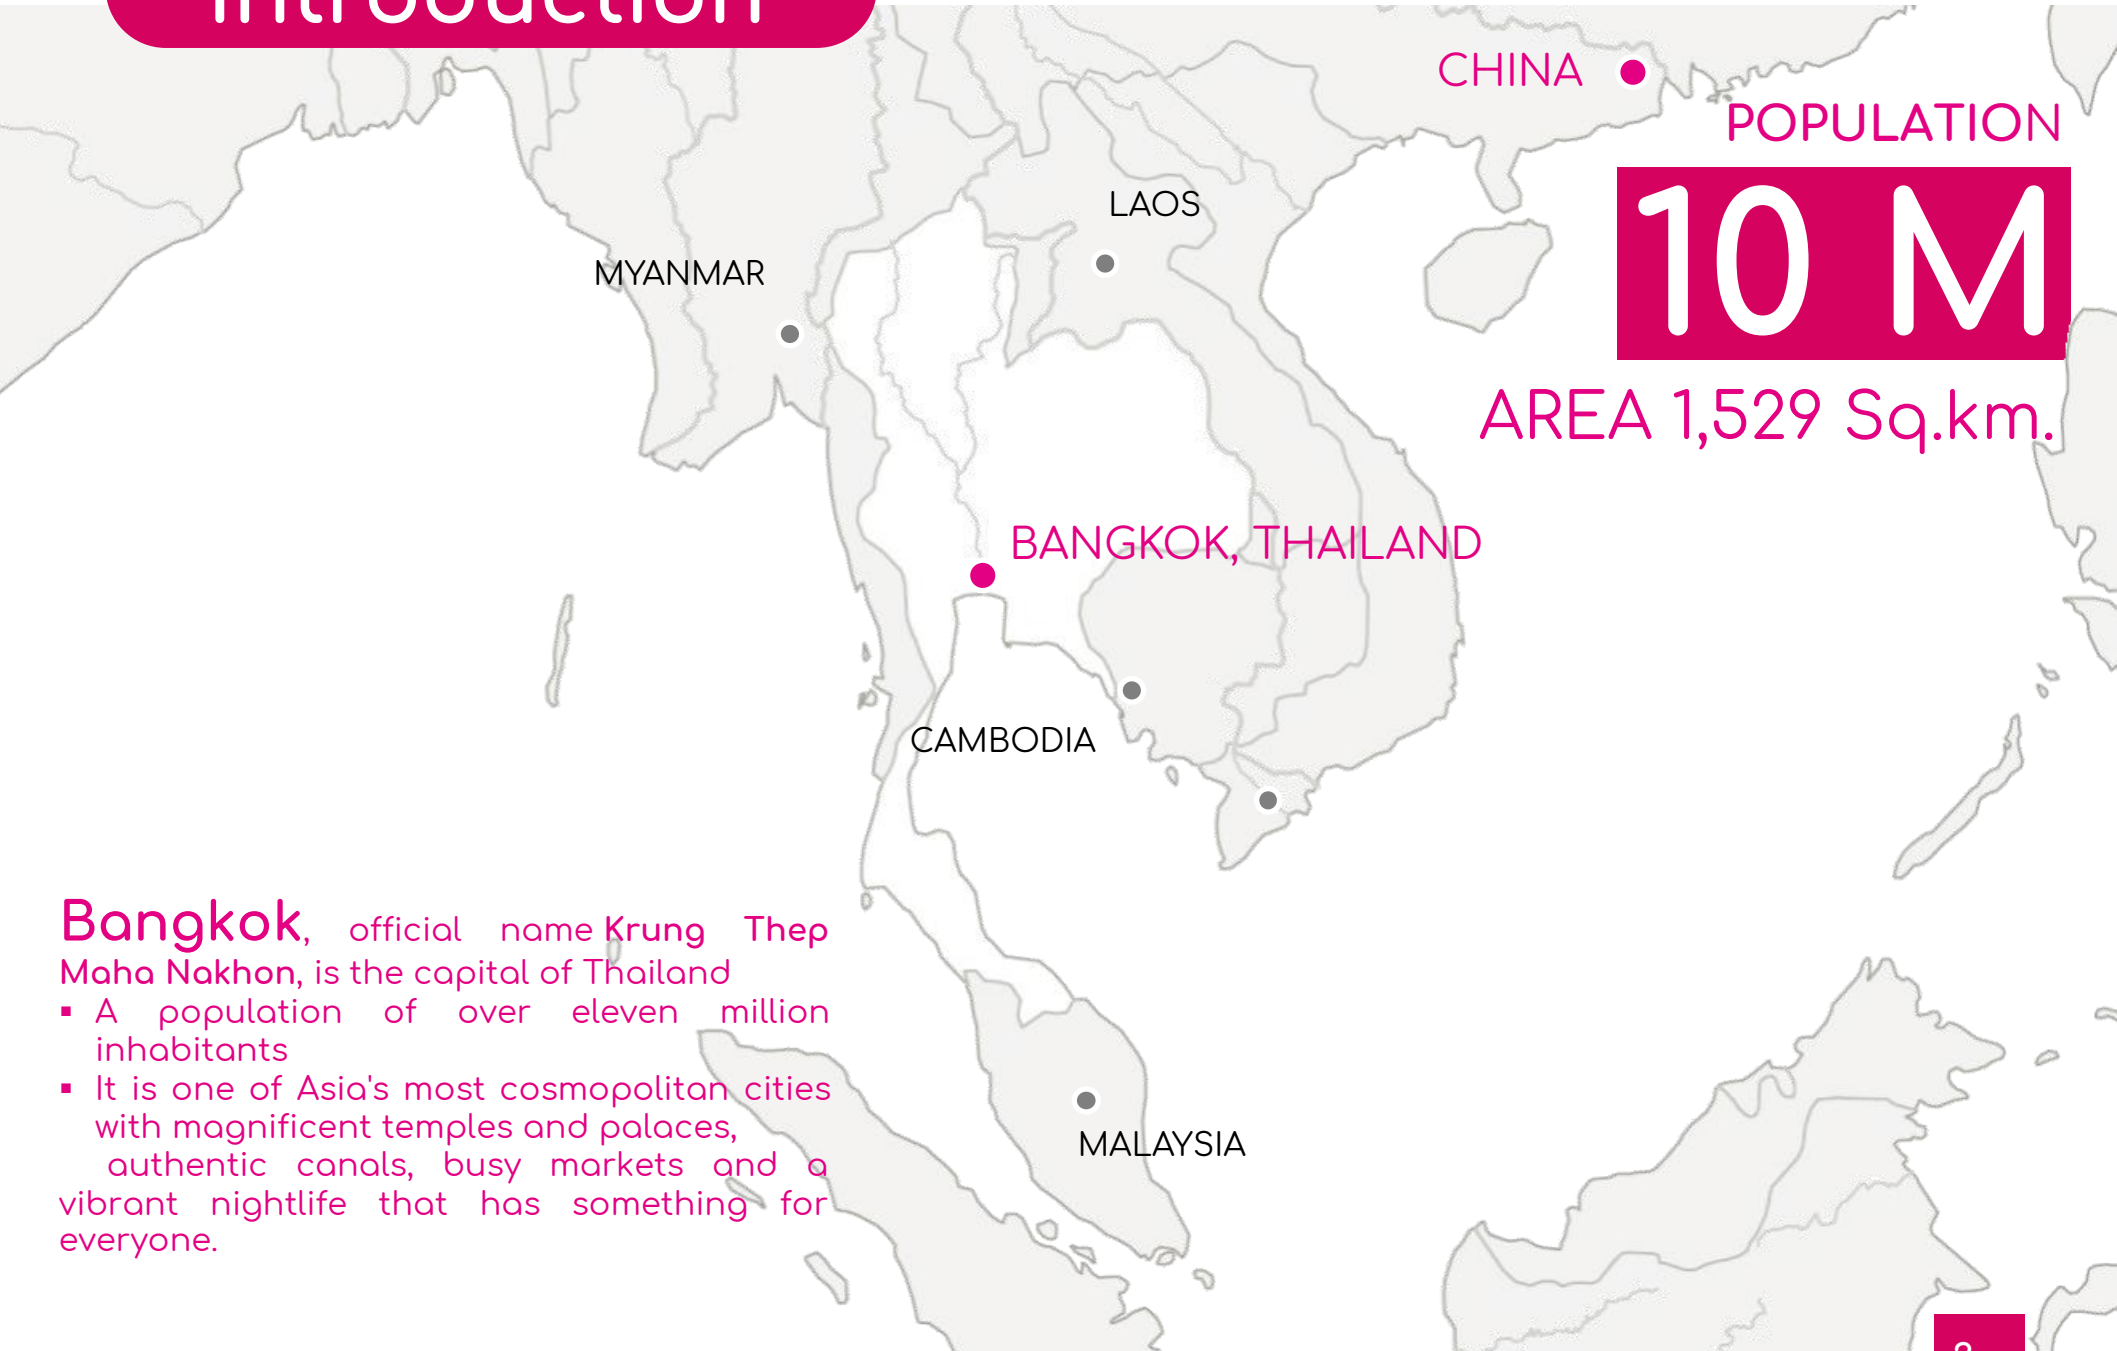 Introduction
CHINA
POPULATION
10 M
AREA 1,529 Sq.km.
LAOS
MYANMAR
BANGKOK, THAILAND
CAMBODIA
MALAYSIA
Bangkok, official name Krung Thep
Maha Nakhon, is the capital of Thailand
▪ A population of over eleven million
inhabitants
▪ It is one of Asia's most cosmopolitan cities
with magnificent temples and palaces,
authentic canals, busy markets and a
vibrant nightlife that has something for
everyone.